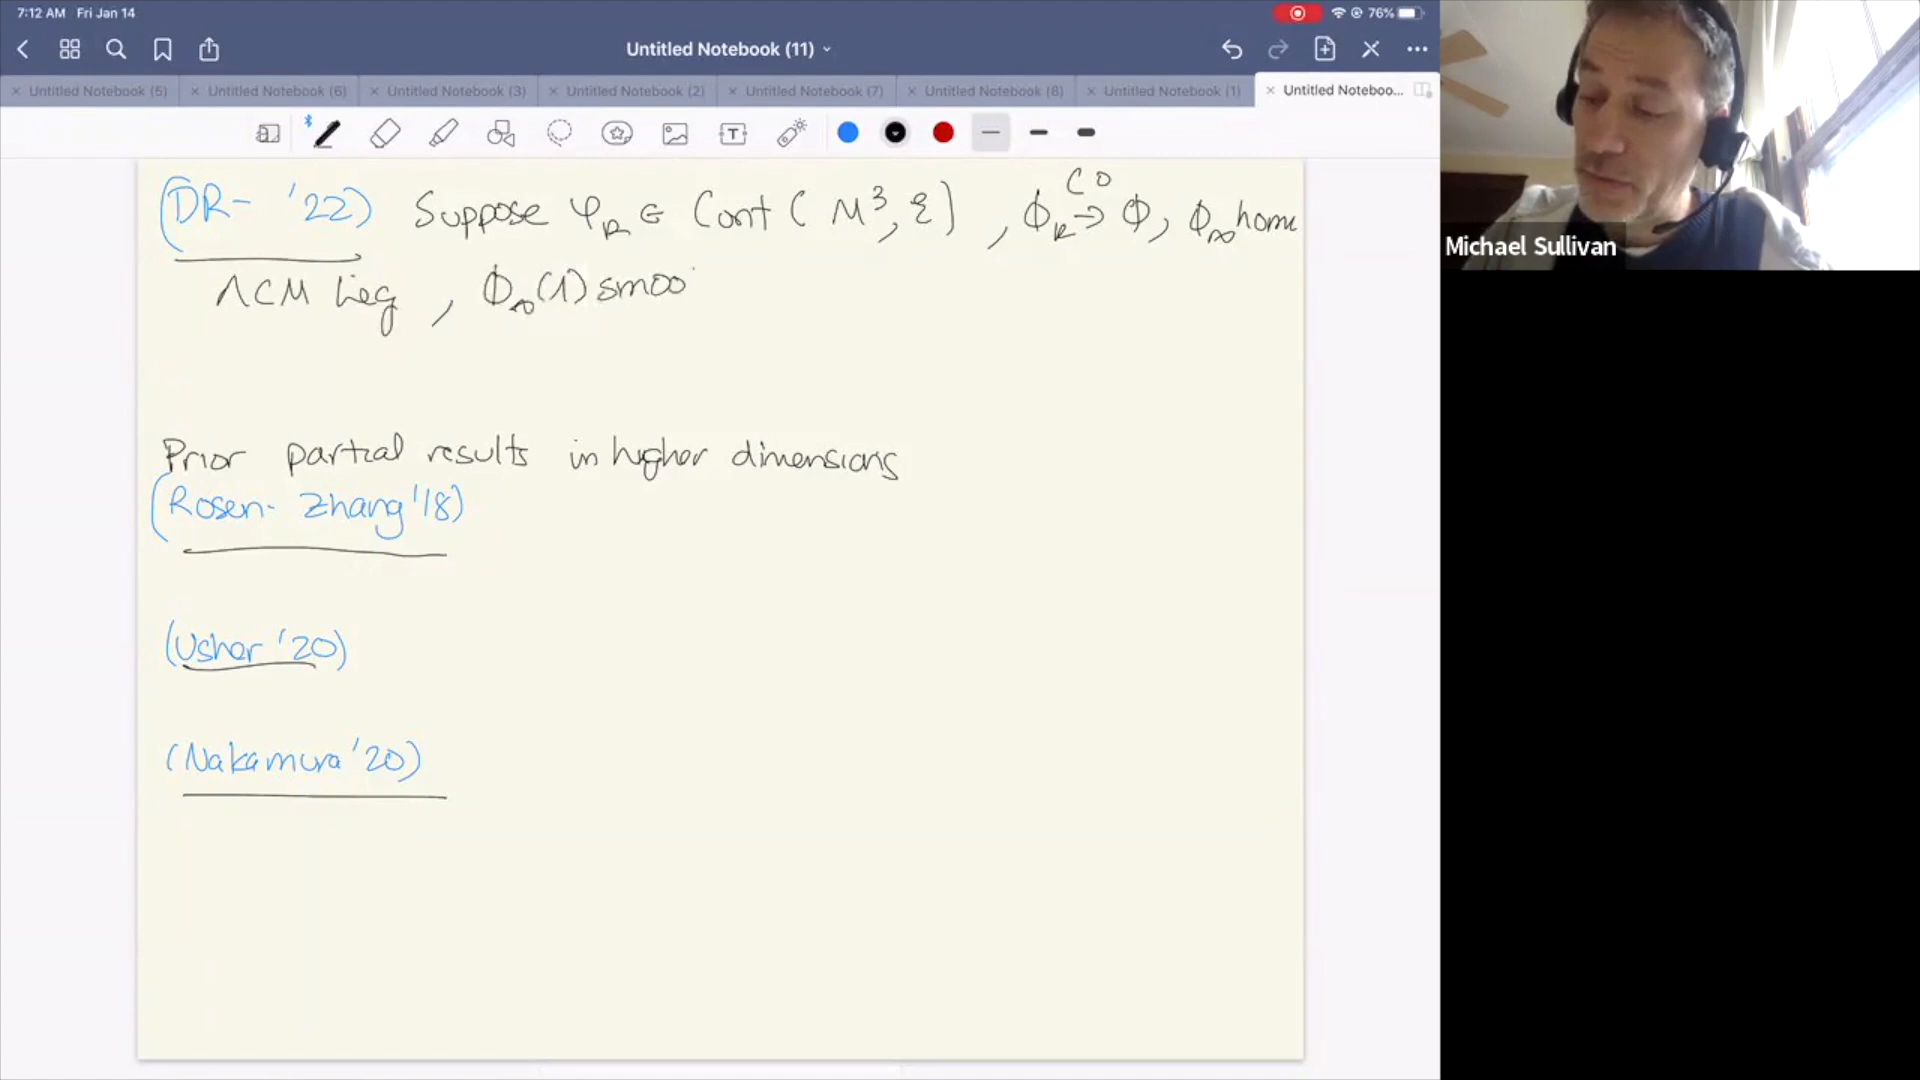 7:12 AM Fri Jan 14
76%
Untitled Notebook (11)
Untitled Notebook (5)
Untitled Notebook (6)
Untitled Notebook (3)
Untitled Notebook (2)
Untitled Notebook (7)
Untitled Notebook (8)
Untitled Notebook (1)
Untitled Noteboo...
(DR- '22) Suppose φ_k ∈ Cont (M³, ξ), Φ_k →^{C0} Φ, Φ_∞ home
Λ ⊂ M Leg, Φ_∞(Λ) smoo
Prior partial results in higher dimensions
(Rosen- Zhang '18)
(Usher '20)
(Nakamura '20)
Michael Sullivan